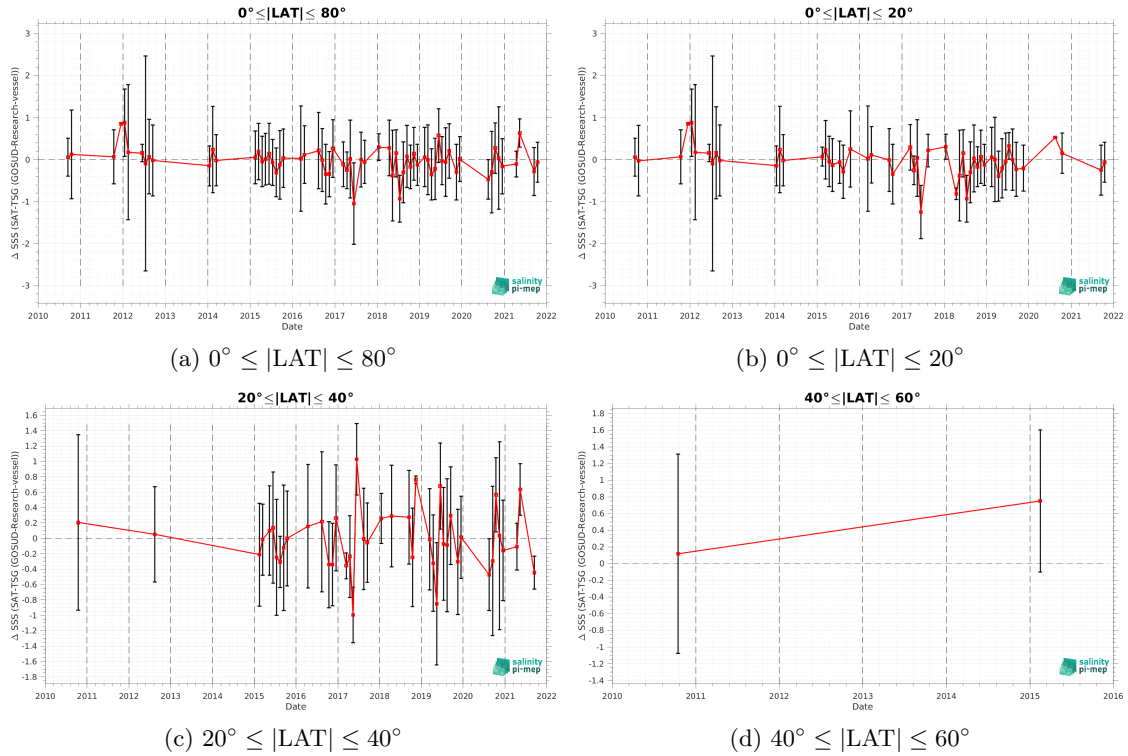 0°≤|LAT|≤ 80°
Δ SSS (SAT-TSG (GOSUD-Research-vessel))
3
2
1
0
-1
-2
-3
2010 2011 2012 2013 2014 2015 2016 2017 2018 2019 2020 2021 2022
Date
salinity
pi-mep
(a) 0° ≤ |LAT| ≤ 80°
0°≤|LAT|≤ 20°
Δ SSS (SAT-TSG (GOSUD-Research-vessel))
3
2
1
0
-1
-2
-3
2010 2011 2012 2013 2014 2015 2016 2017 2018 2019 2020 2021 2022
Date
salinity
pi-mep
(b) 0° ≤ |LAT| ≤ 20°
20°≤|LAT|≤ 40°
Δ SSS (SAT-TSG (GOSUD-Research-vessel))
1.6
1.4
1.2
1
0.8
0.6
0.4
0.2
0
-0.2
-0.4
-0.6
-0.8
-1
-1.2
-1.4
-1.6
-1.8
2010 2011 2012 2013 2014 2015 2016 2017 2018 2019 2020 2021 2022
Date
salinity
pi-mep
(c) 20° ≤ |LAT| ≤ 40°
40°≤|LAT|≤ 60°
Δ SSS (SAT-TSG (GOSUD-Research-vessel))
1.8
1.6
1.4
1.2
1
0.8
0.6
0.4
0.2
0
-0.2
-0.4
-0.6
-0.8
-1
-1.2
-1.4
2010 2011 2012 2013 2014 2015 2016
Date
salinity
pi-mep
(d) 40° ≤ |LAT| ≤ 60°